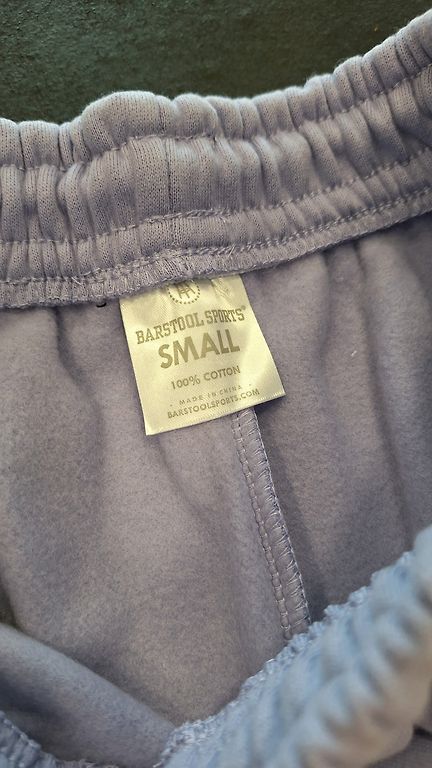 BARSTOOL SPORTS®
SMALL
100% COTTON
- MADE IN CHINA -
BARSTOOLSPORTS.COM